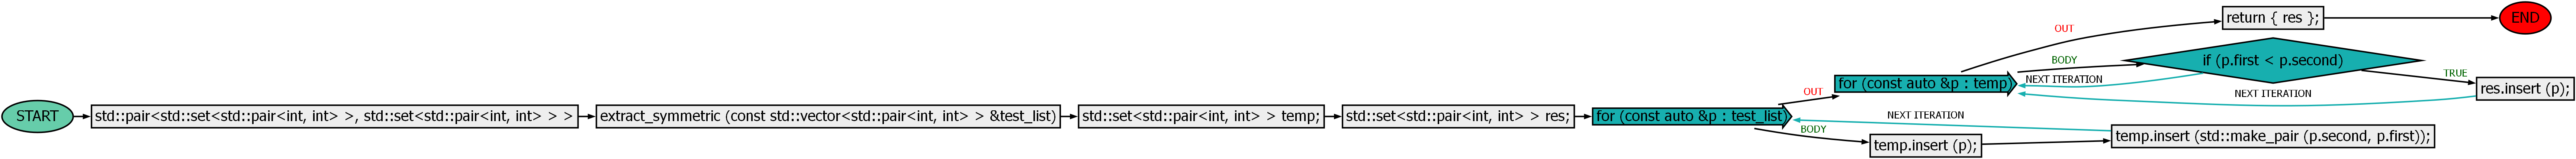 START
std::pair<std::set<std::pair<int, int> >, std::set<std::pair<int, int> > >
extract_symmetric (const std::vector<std::pair<int, int> > &test_list)
std::set<std::pair<int, int> > temp;
std::set<std::pair<int, int> > res;
for (const auto &p : test_list)
OUT
for (const auto &p : temp)
OUT
return { res };
END
BODY
if (p.first < p.second)
NEXT ITERATION
TRUE
res.insert (p);
NEXT ITERATION
BODY
temp.insert (p);
NEXT ITERATION
temp.insert (std::make_pair (p.second, p.first));